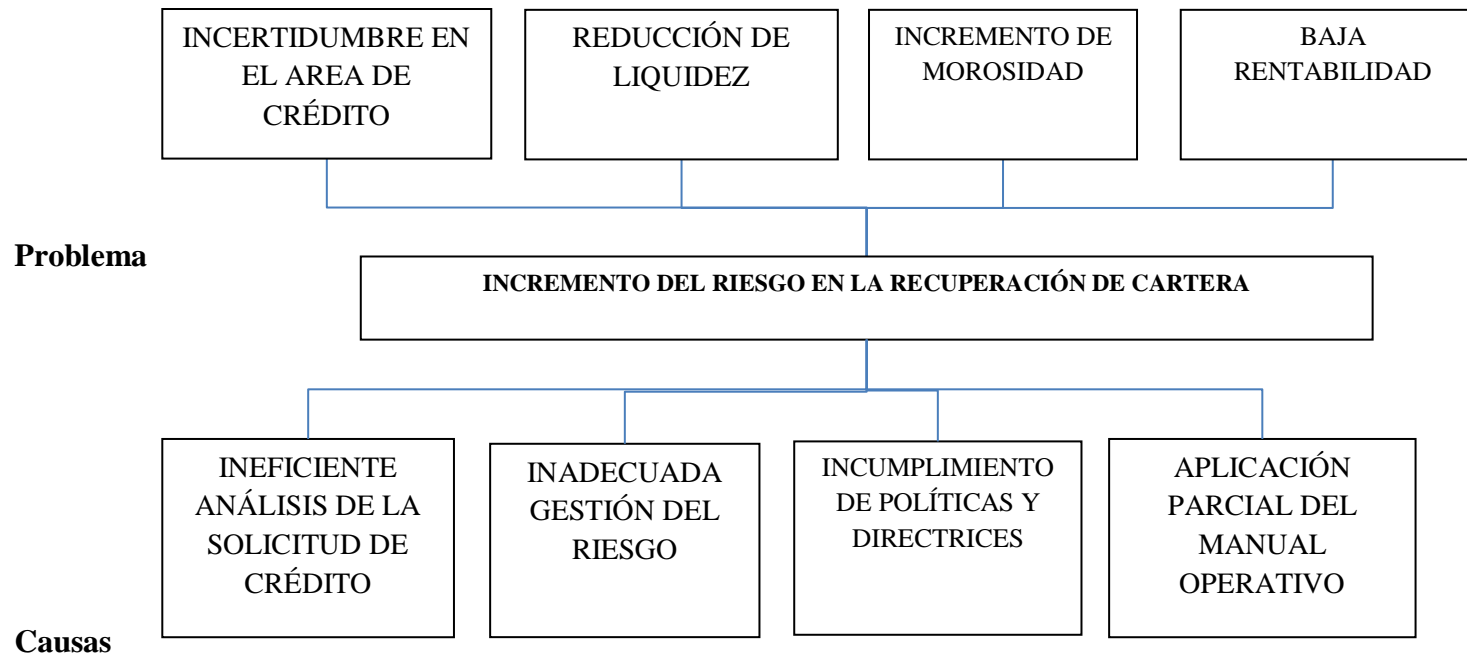 INCERTIDUMBRE EN
EL AREA DE
CRÉDITO
REDUCCIÓN DE
LIQUIDEZ
INCREMENTO DE
MOROSIDAD
BAJA
RENTABILIDAD
Problema
INCREMENTO DEL RIESGO EN LA RECUPERACIÓN DE CARTERA
INEFICIENTE
ANÁLISIS DE LA
SOLICITUD DE
CRÉDITO
INADECUADA
GESTIÓN DEL
RIESGO
INCUMPLIMIENTO
DE POLÍTICAS Y
DIRECTRICES
APLICACIÓN
PARCIAL DEL
MANUAL
OPERATIVO
Causas